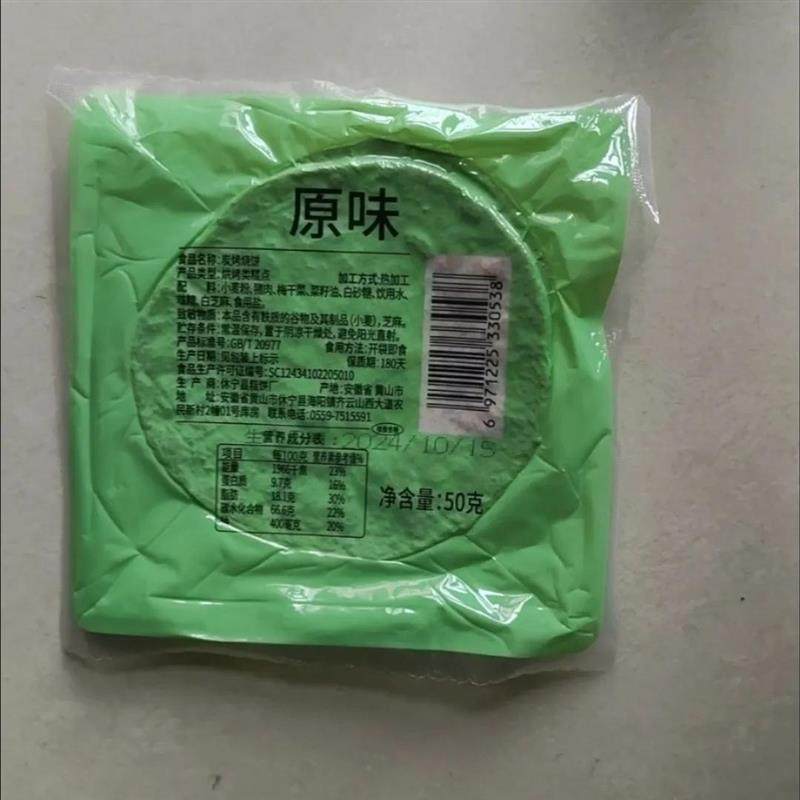 原味
食品名称:炭烤烧饼
产品类型:烘烤类糕点 加工方式:热加工
配 料:小麦粉,猪肉,梅干菜,菜籽油,白砂糖,饮用水,
白芝麻,食用盐。
致敏物质:本品含有麸质的谷物及其制品(小麦),芝麻。
贮存条件:常温保存,置于阴凉干燥处,避免阳光直射。
产品标准号:GB/T 20977 食用方法:开袋即食
生产日期:见包装上标示 保质期:180天
食品生产许可证编号:SC12434102205010
生 产 商:休宁县 饼厂 产地:安徽省 黄山市
地 址:安徽省黄山市休宁县海阳镇齐云山西大道农
民新村2幢01号库房 联系电话:0559-7515591
6 971225 330538
营养成分表
2024/10/15
项目 每100克 营养素参考值%
能量 1966千焦 23%
蛋白质 9.7克 16%
脂肪 18.1克 30%
碳水化合物 66.6克 22%
钠 400毫克 20%
净含量:50克